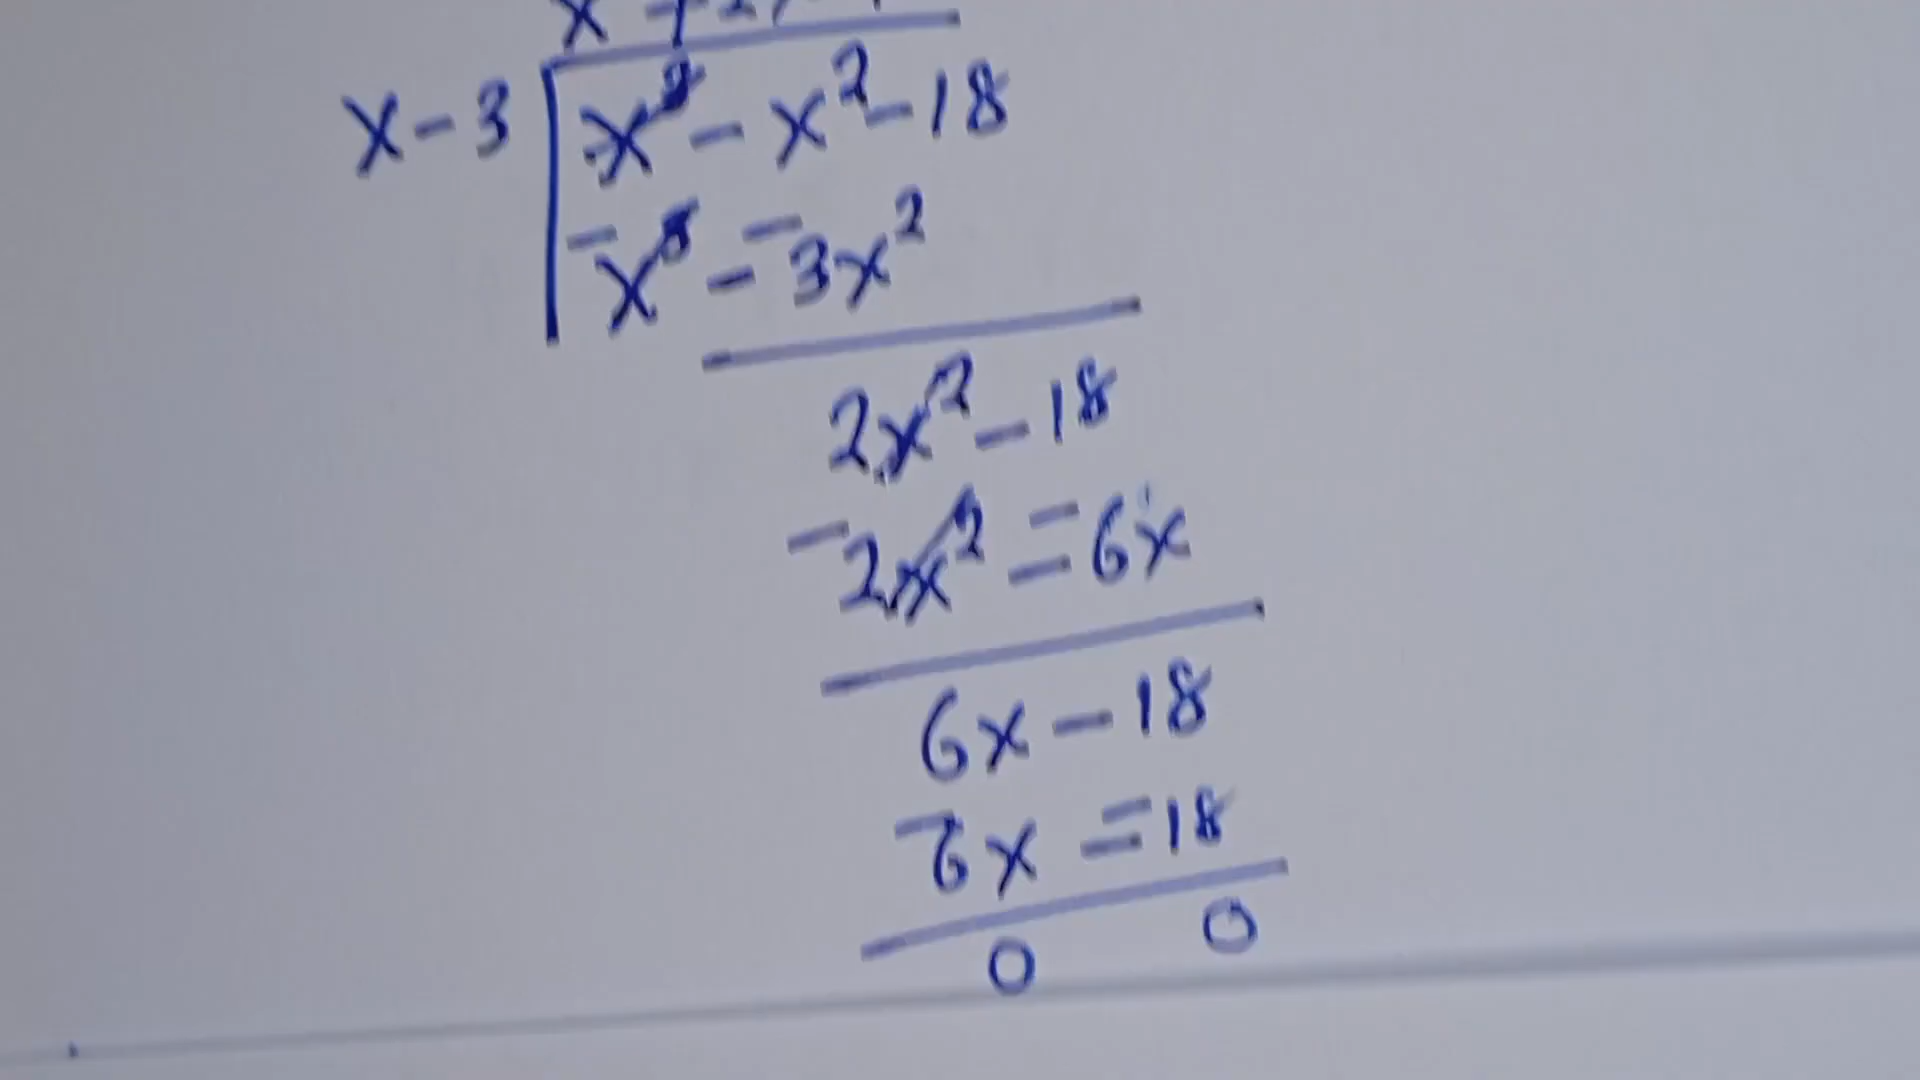 x - 3 x³ - x² - 18
- x³ - - 3x²
2x² - 18
- 2x² - - 6x
6x - 18
- 6x - - 18
0 0